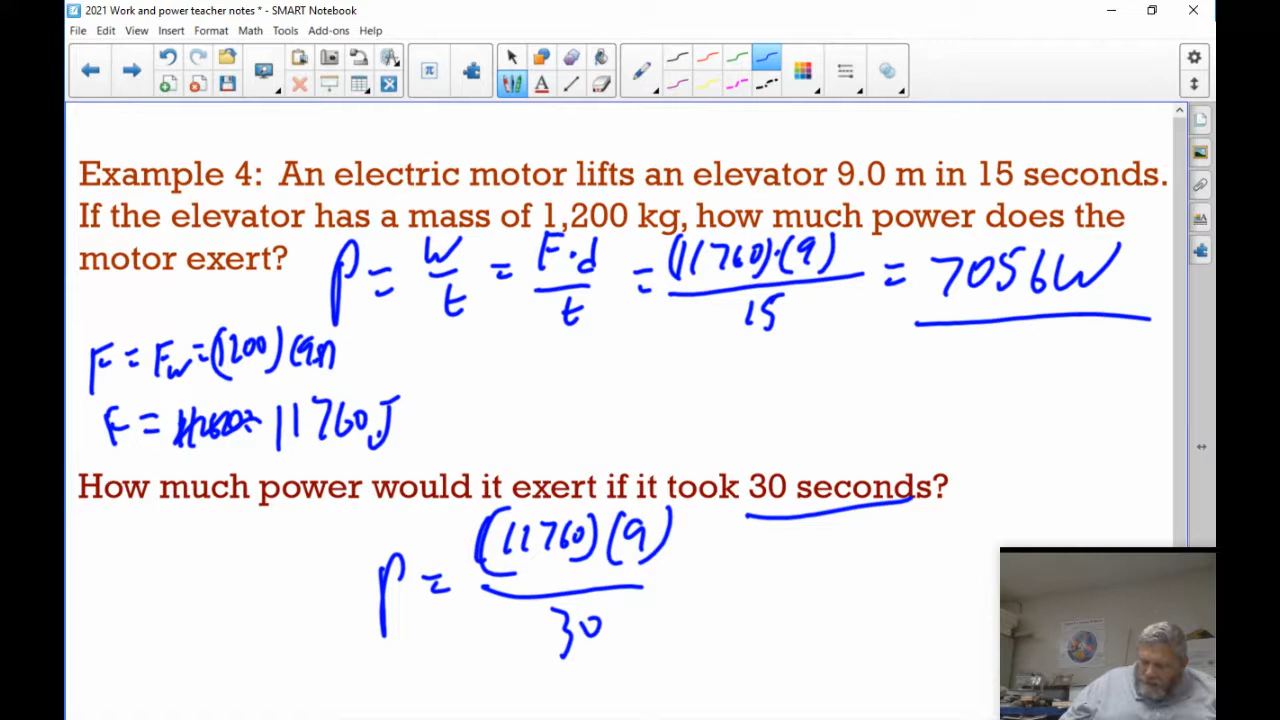 2021 Work and power teacher notes * - SMART Notebook
File Edit View Insert Format Math Tools Add-ons Help
Example 4: An electric motor lifts an elevator 9.0 m in 15 seconds.
If the elevator has a mass of 1,200 kg, how much power does the
motor exert?
P = W/t = F·d/t = (11760)·(9)/15 = 7056W
F = Fw = (1200)(9.8)
F = 11760J
How much power would it exert if it took 30 seconds?
P = (11760)(9)/30